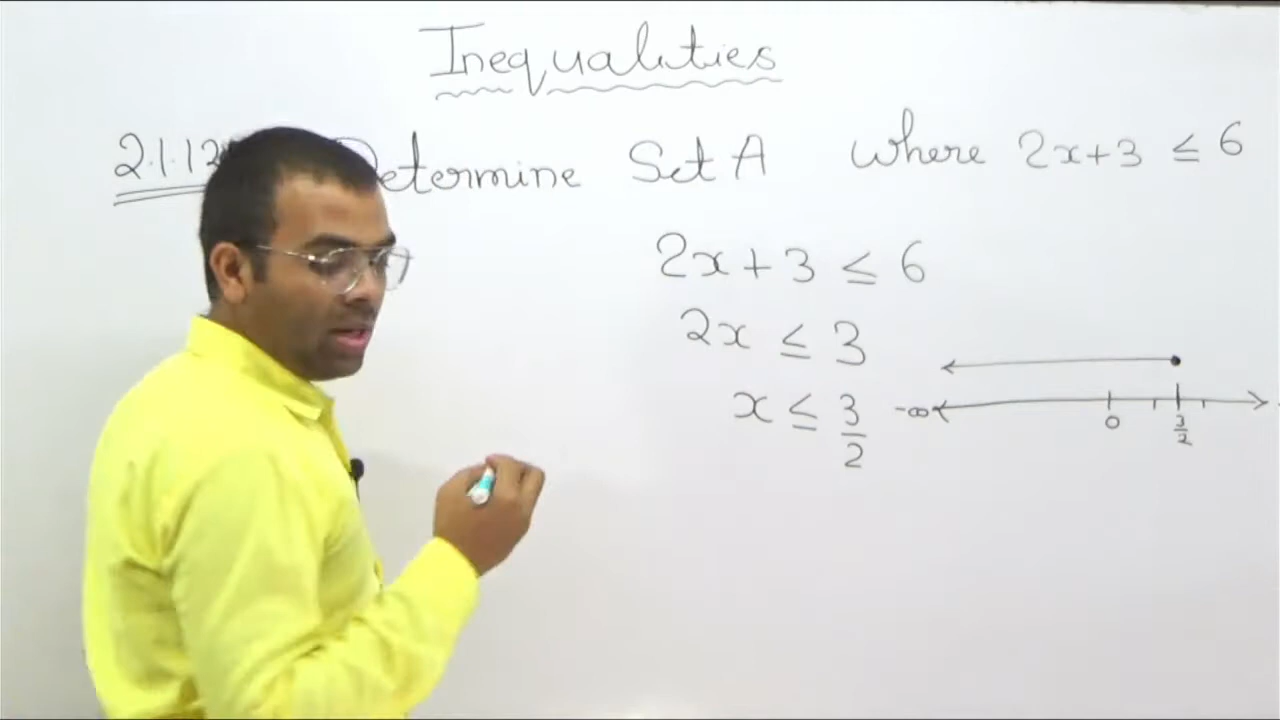 Inequalities
2.1.12 Determine Set A where 2x+3 ≤ 6
2x + 3 ≤ 6
2x ≤ 3
x ≤ 3/2
-∞ 0 3/2